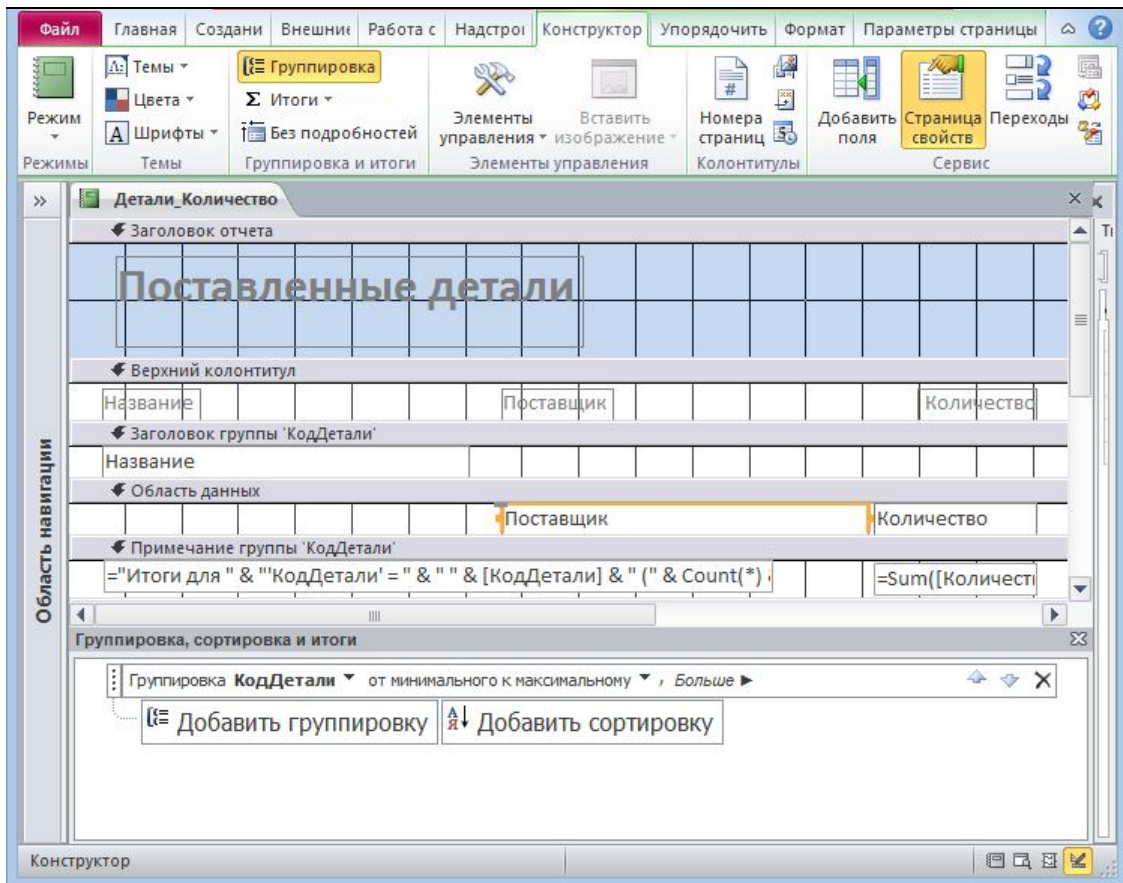 Файл Главная Создани Внешние Работа с Надстрой Конструктор Упорядочить Формат Параметры страницы
Режим
Темы
Цвета
Шрифты
Группировка
Σ Итоги
Без подробностей
Элементы управления
Вставить изображение
Номера страниц
Добавить поля
Страница свойств
Переходы
Режимы Темы Группировка и итоги Элементы управления Колонтитулы Сервис
Детали_Количество
Заголовок отчета
Поставленные детали
Верхний колонтитул
Название Поставщик Количество
Заголовок группы 'КодДетали'
Название
Область данных
Поставщик Количество
Примечание группы 'КодДетали'
="Итоги для " & "'КодДетали' = " & " " & [КодДетали] & " (" & Count(*) =Sum([Количест
Область навигации
Группировка, сортировка и итоги
Группировка КодДетали от минимального к максимальному , Больше
Добавить группировку Добавить сортировку
Конструктор